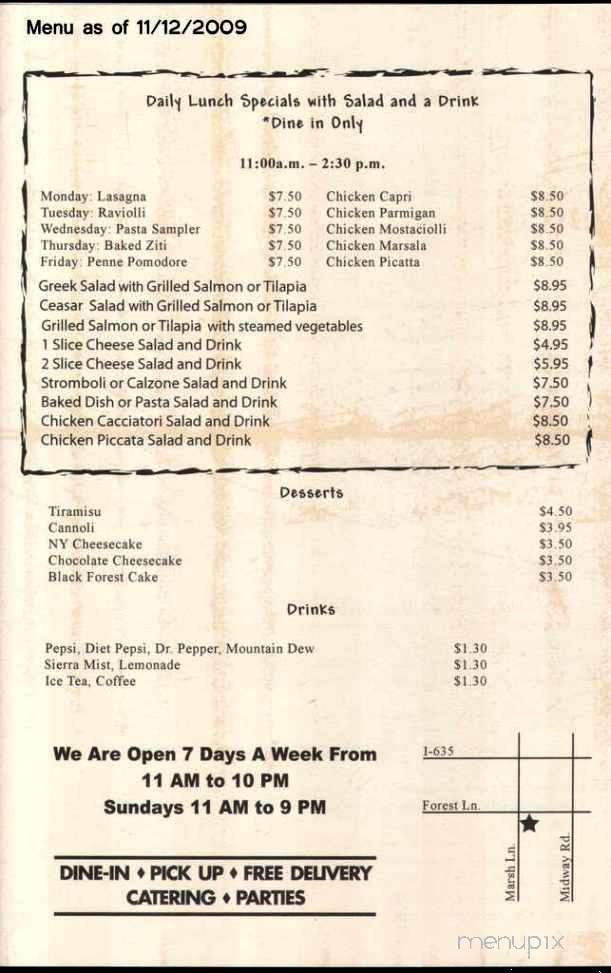 Menu as of 11/12/2009
Daily Lunch Specials with Salad and a Drink
*Dine in Only
11:00a.m. – 2:30 p.m.
Monday: Lasagna $7.50 Chicken Capri $8.50
Tuesday: Raviolli $7.50 Chicken Parmigan $8.50
Wednesday: Pasta Sampler $7.50 Chicken Mostaciolli $8.50
Thursday: Baked Ziti $7.50 Chicken Marsala $8.50
Friday: Penne Pomodore $7.50 Chicken Picatta $8.50
Greek Salad with Grilled Salmon or Tilapia $8.95
Ceasar Salad with Grilled Salmon or Tilapia $8.95
Grilled Salmon or Tilapia with steamed vegetables $8.95
1 Slice Cheese Salad and Drink $4.95
2 Slice Cheese Salad and Drink $5.95
Stromboli or Calzone Salad and Drink $7.50
Baked Dish or Pasta Salad and Drink $7.50
Chicken Cacciatori Salad and Drink $8.50
Chicken Piccata Salad and Drink $8.50
Desserts
Tiramisu $4.50
Cannoli $3.95
NY Cheesecake $3.50
Chocolate Cheesecake $3.50
Black Forest Cake $3.50
Drinks
Pepsi, Diet Pepsi, Dr. Pepper, Mountain Dew $1.30
Sierra Mist, Lemonade $1.30
Ice Tea, Coffee $1.30
We Are Open 7 Days A Week From
11 AM to 10 PM
Sundays 11 AM to 9 PM
DINE-IN ♦ PICK UP ♦ FREE DELIVERY
CATERING ♦ PARTIES
I-635
Forest Ln.
Marsh Ln.
Midway Rd.
menupix